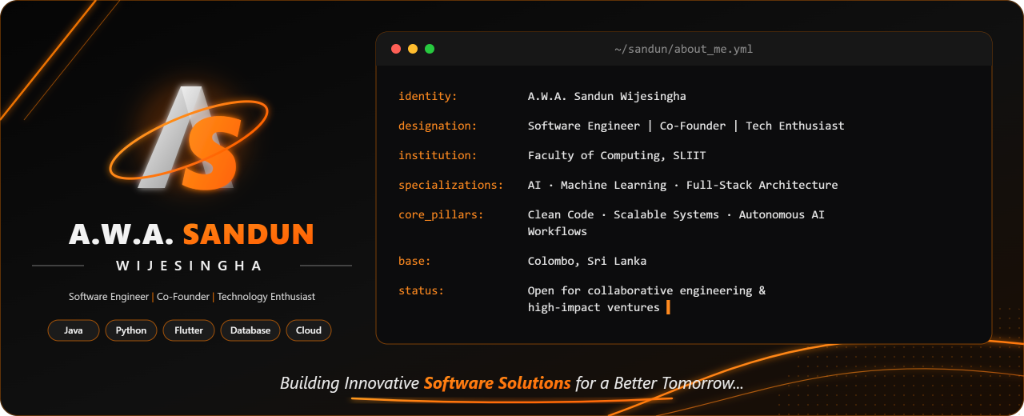 AS
A.W.A. SANDUN
WIJESINGHA
Software Engineer | Co-Founder | Technology Enthusiast
Java Python Flutter Database Cloud
~/sandun/about_me.yml
identity: A.W.A. Sandun Wijesingha
designation: Software Engineer | Co-Founder | Tech Enthusiast
institution: Faculty of Computing, SLIIT
specializations: AI · Machine Learning · Full-Stack Architecture
core_pillars: Clean Code · Scalable Systems · Autonomous AI
Workflows
base: Colombo, Sri Lanka
status: Open for collaborative engineering &
high-impact ventures
Building Innovative Software Solutions for a Better Tomorrow...